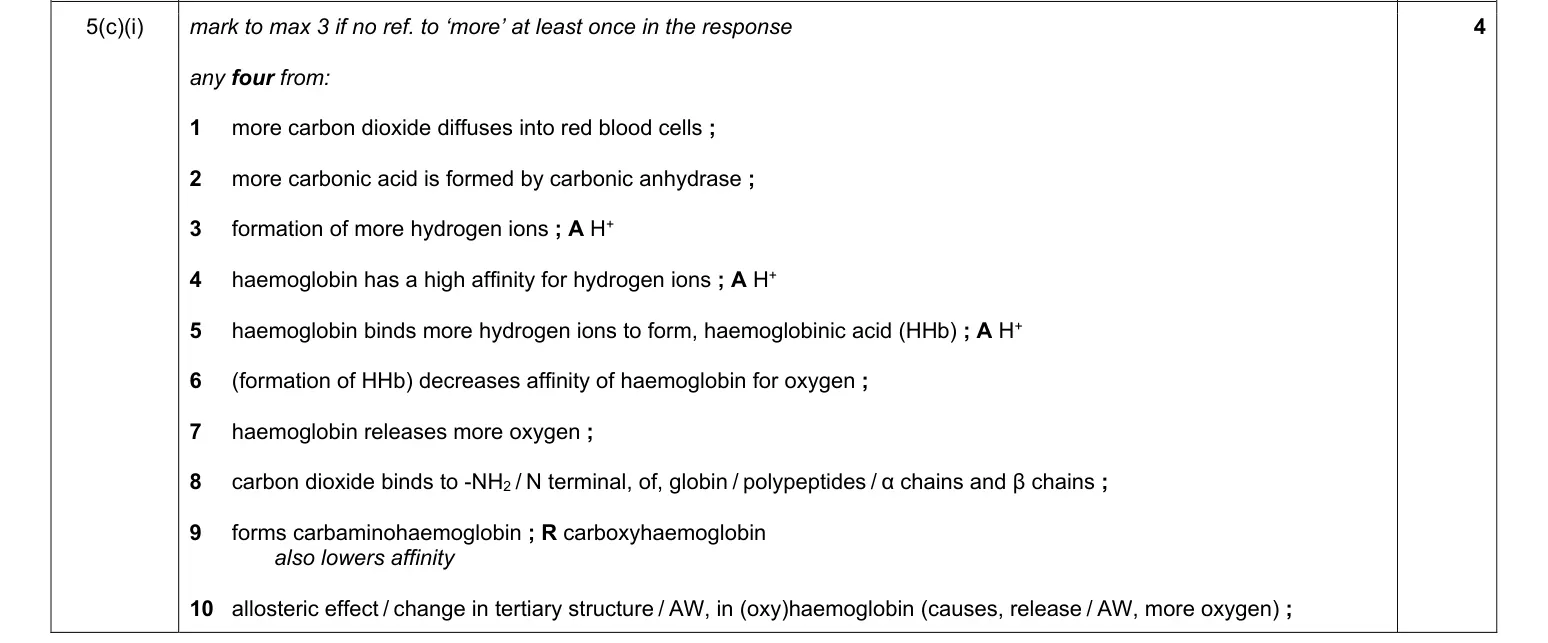 5(c)(i) mark to max 3 if no ref. to ‘more’ at least once in the response 4
any four from:
1 more carbon dioxide diffuses into red blood cells ;
2 more carbonic acid is formed by carbonic anhydrase ;
3 formation of more hydrogen ions ; A H⁺
4 haemoglobin has a high affinity for hydrogen ions ; A H⁺
5 haemoglobin binds more hydrogen ions to form, haemoglobinic acid (HHb) ; A H⁺
6 (formation of HHb) decreases affinity of haemoglobin for oxygen ;
7 haemoglobin releases more oxygen ;
8 carbon dioxide binds to -NH₂ / N terminal, of, globin / polypeptides / α chains and β chains ;
9 forms carbaminohaemoglobin ; R carboxyhaemoglobin
also lowers affinity
10 allosteric effect / change in tertiary structure / AW, in (oxy)haemoglobin (causes, release / AW, more oxygen) ;